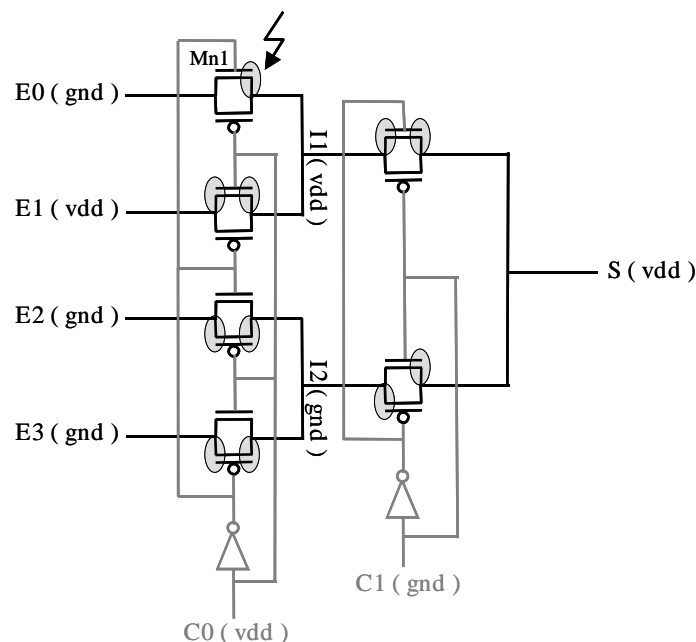 Mn1
E0 ( gnd )
I1 ( vdd )
E1 ( vdd )
S ( vdd )
E2 ( gnd )
I2 ( gnd )
E3 ( gnd )
C1 ( gnd )
C0 ( vdd )